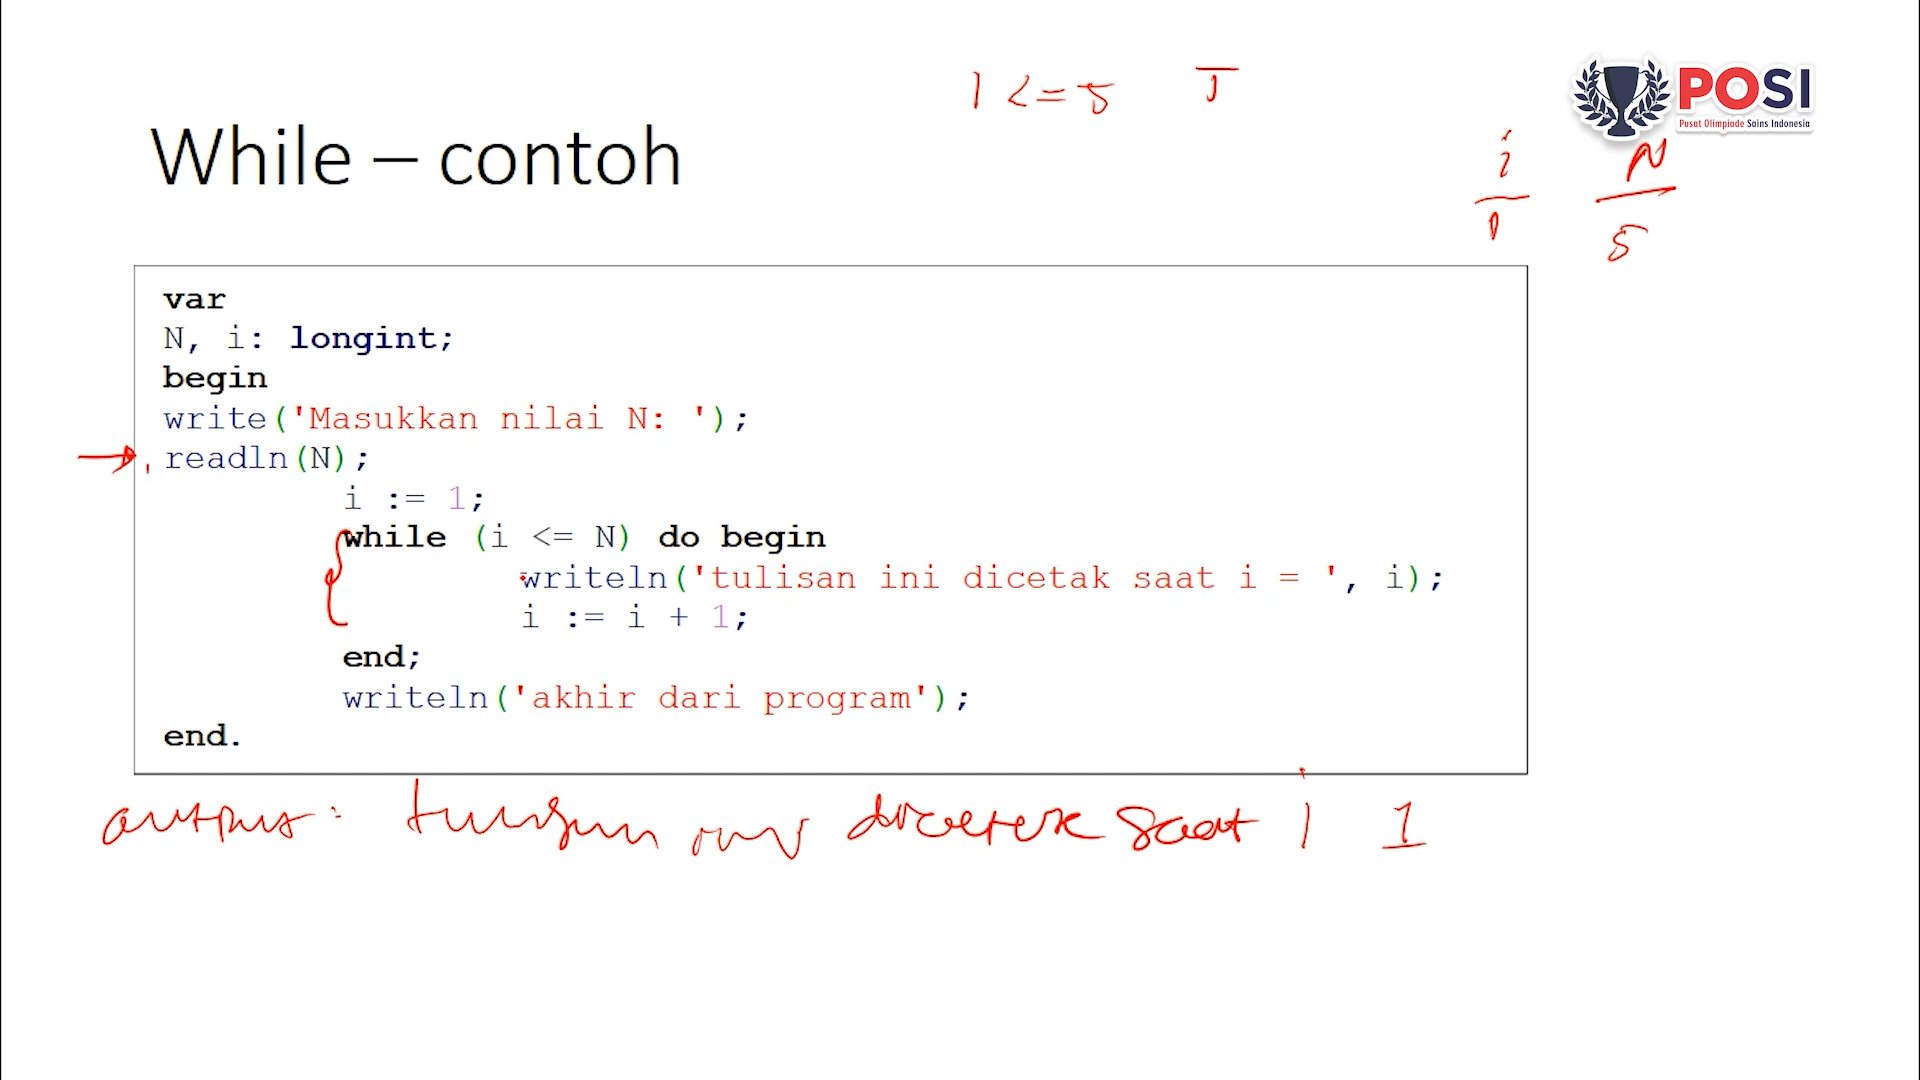 1 <= 5 T
POSI
Pusat Olimpiade Sains Indonesia
i N
1 5
While – contoh
var
N, i: longint;
begin
write('Masukkan nilai N: ');
readln(N);
i := 1;
while (i <= N) do begin
writeln('tulisan ini dicetak saat i = ', i);
i := i + 1;
end;
writeln('akhir dari program');
end.
output: tulisan ini dicetak saat i 1